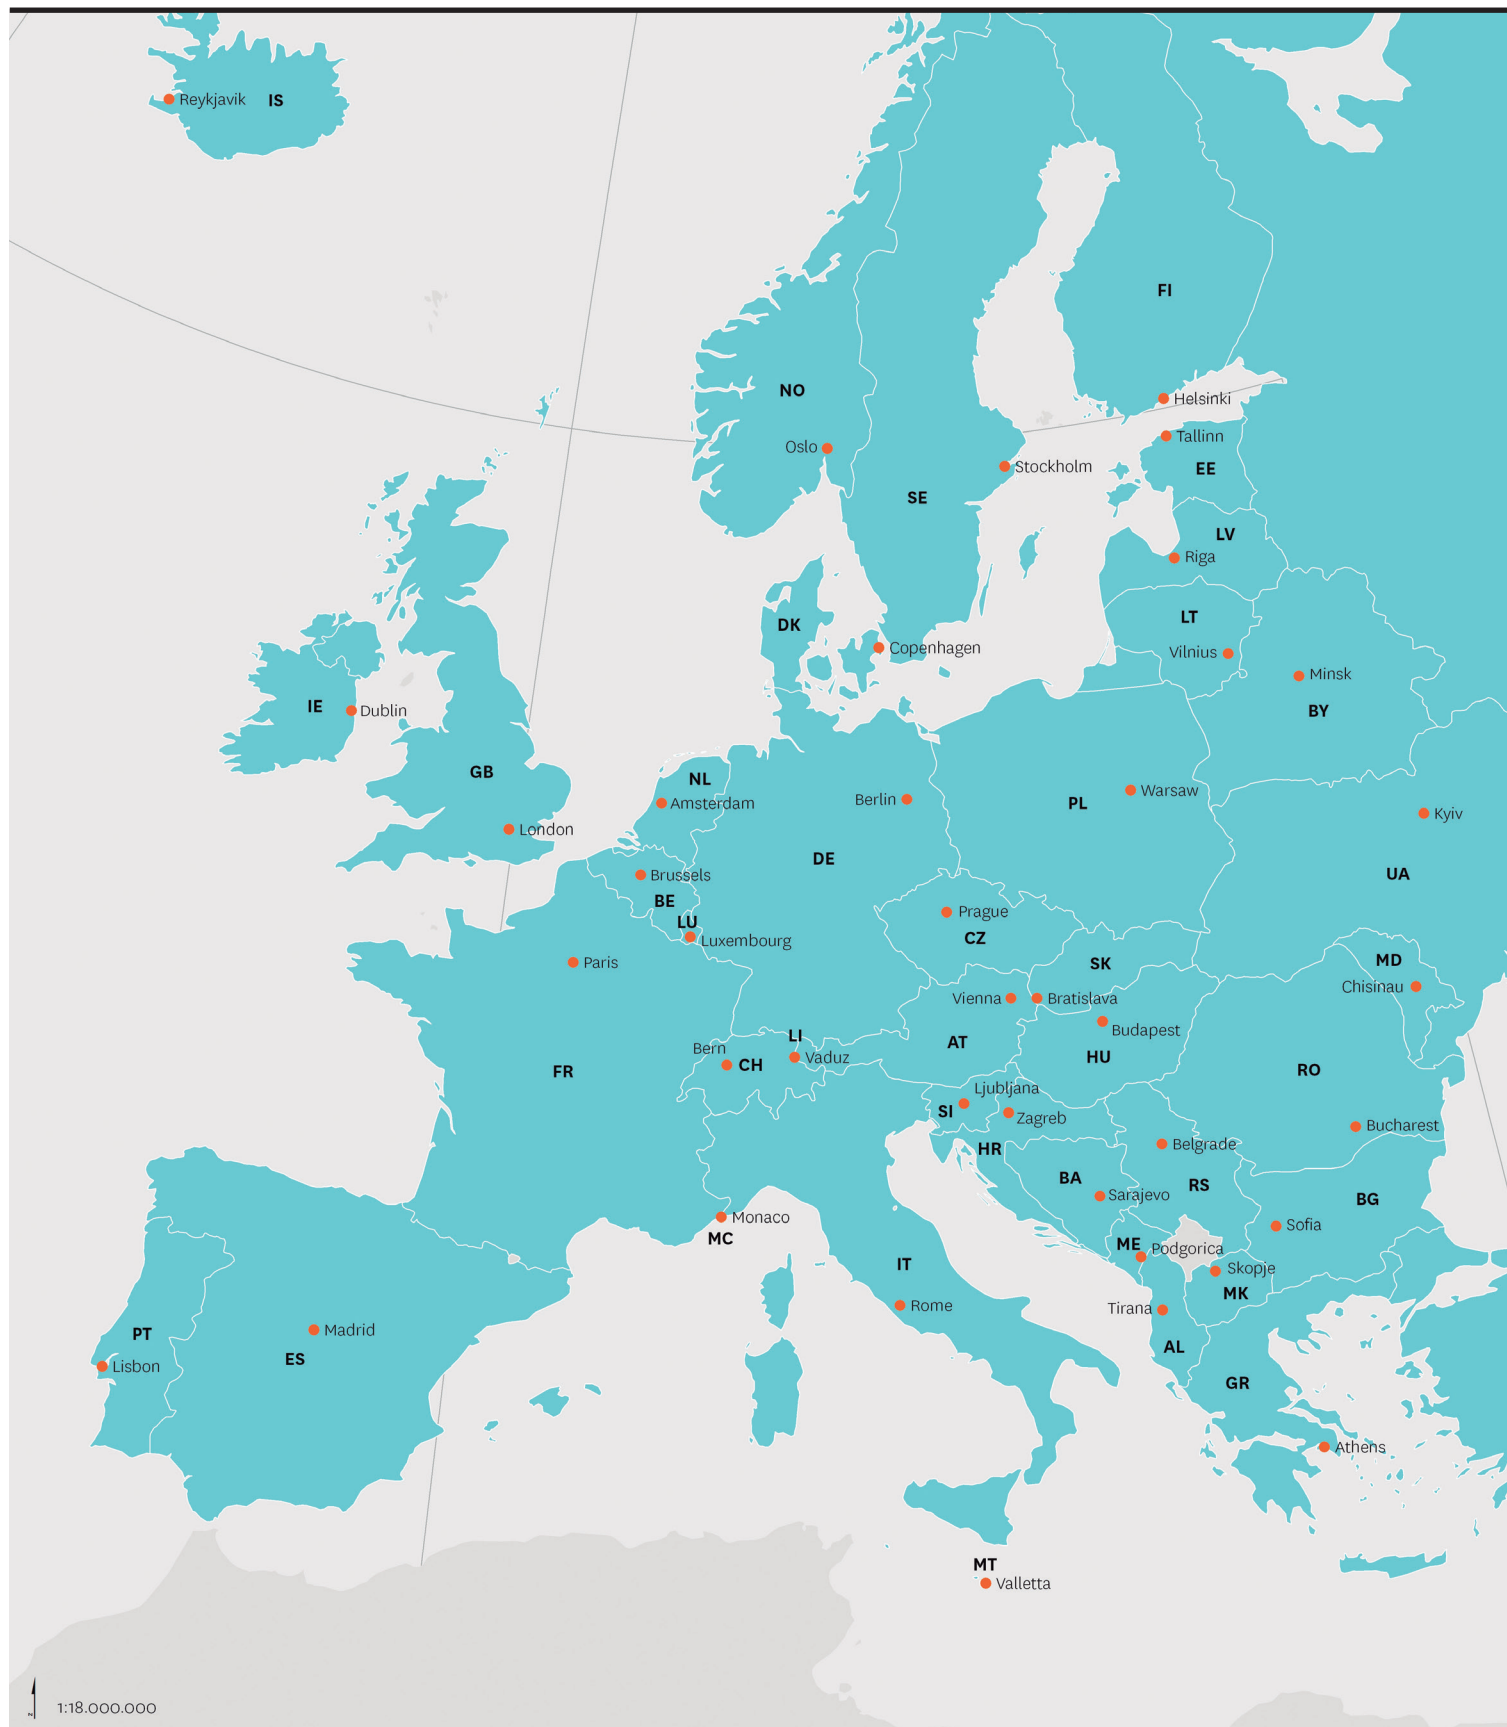 Reykjavik
IS
FI
NO
Helsinki
Tallinn
Oslo
Stockholm
EE
SE
LV
Riga
DK
LT
Copenhagen
Vilnius
Minsk
IE
Dublin
BY
GB
NL
Amsterdam
Berlin
PL
Warsaw
Kyiv
London
DE
UA
Brussels
BE
Prague
LU
Luxembourg
CZ
Paris
SK
MD
Chisinau
Vienna
Bratislava
Budapest
LI
AT
Bern
CH
Vaduz
HU
FR
RO
Ljubljana
SI
Zagreb
Bucharest
HR
Belgrade
BA
Sarajevo
RS
BG
Monaco
MC
Sofia
ME
Podgorica
IT
Skopje
MK
Rome
Tirana
PT
Madrid
AL
Lisbon
ES
GR
Athens
MT
Valletta
N
1:18.000.000